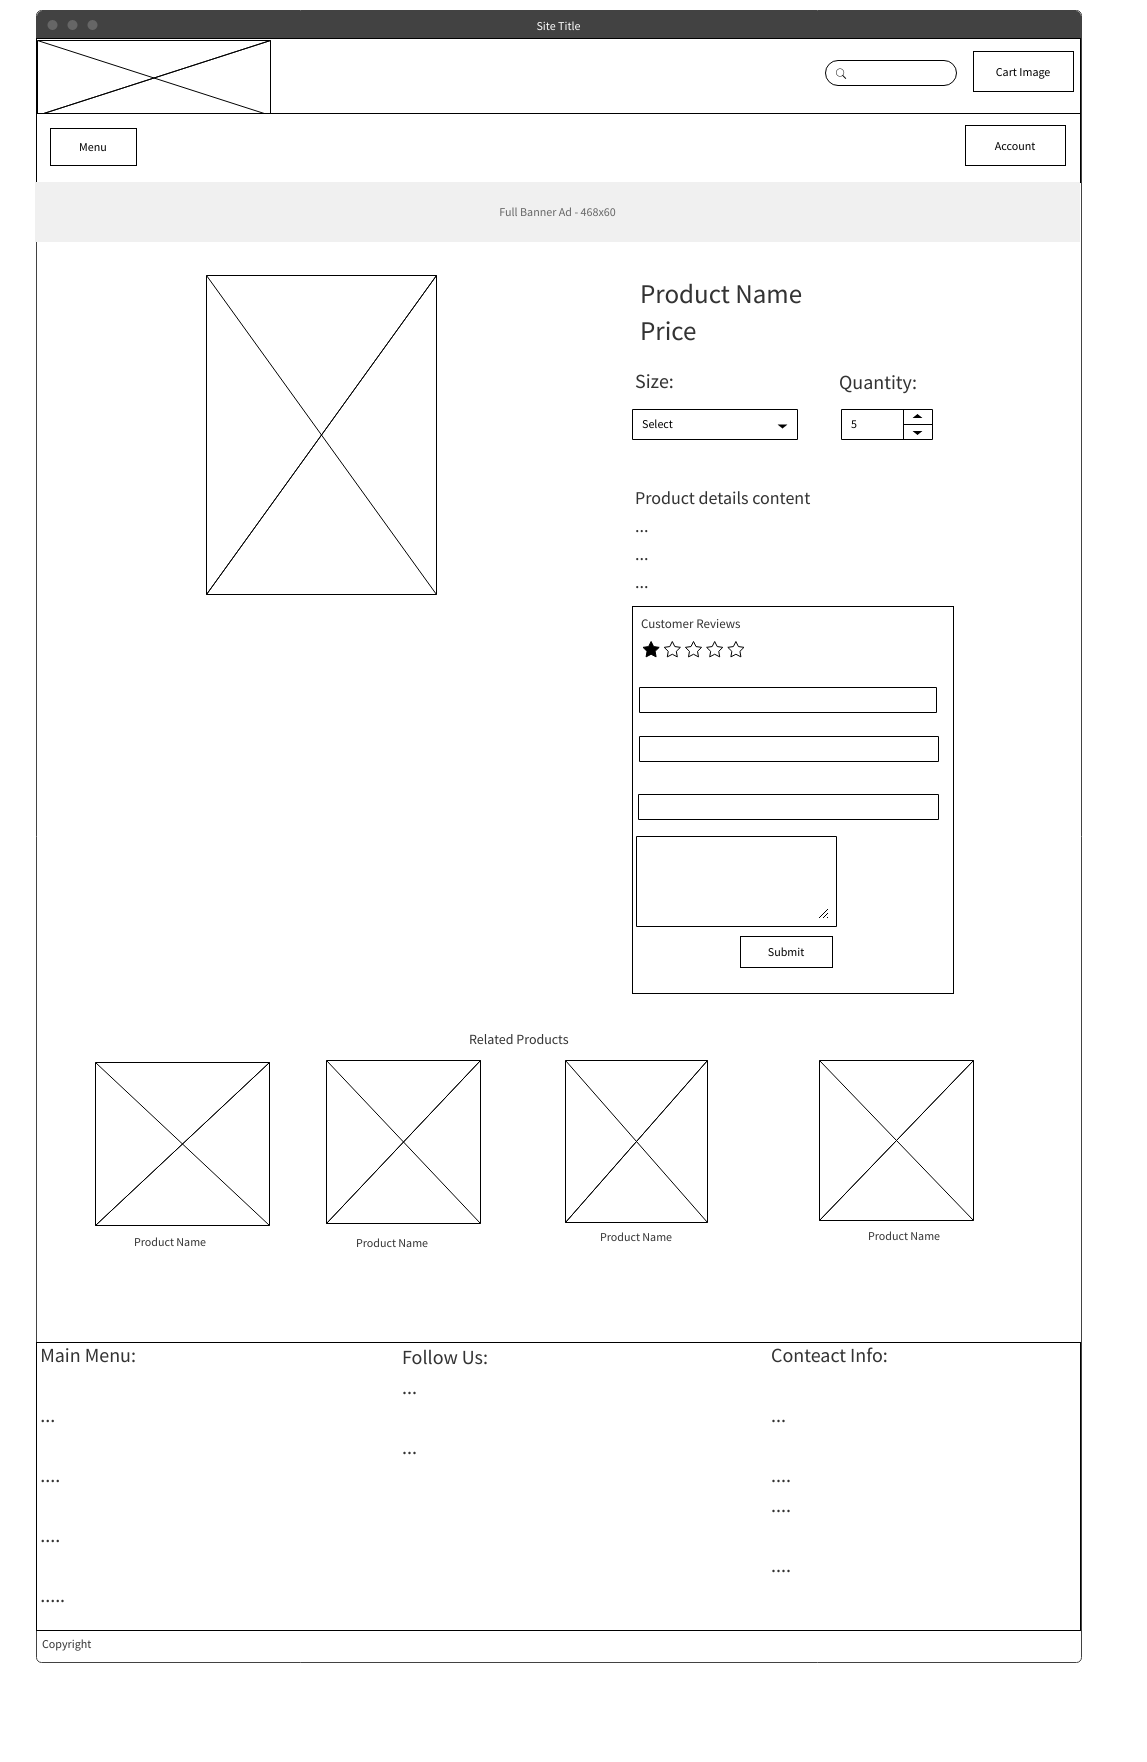 Site Title
Cart Image
Menu
Account
Full Banner Ad - 468x60
Product Name
Price
Size:
Quantity:
Select
5
Product details content
...
...
...
Customer Reviews
Submit
Related Products
Product Name
Product Name
Product Name
Product Name
Main Menu:
...
....
....
.....
Follow Us:
...
...
Conteact Info:
...
....
....
....
Copyright